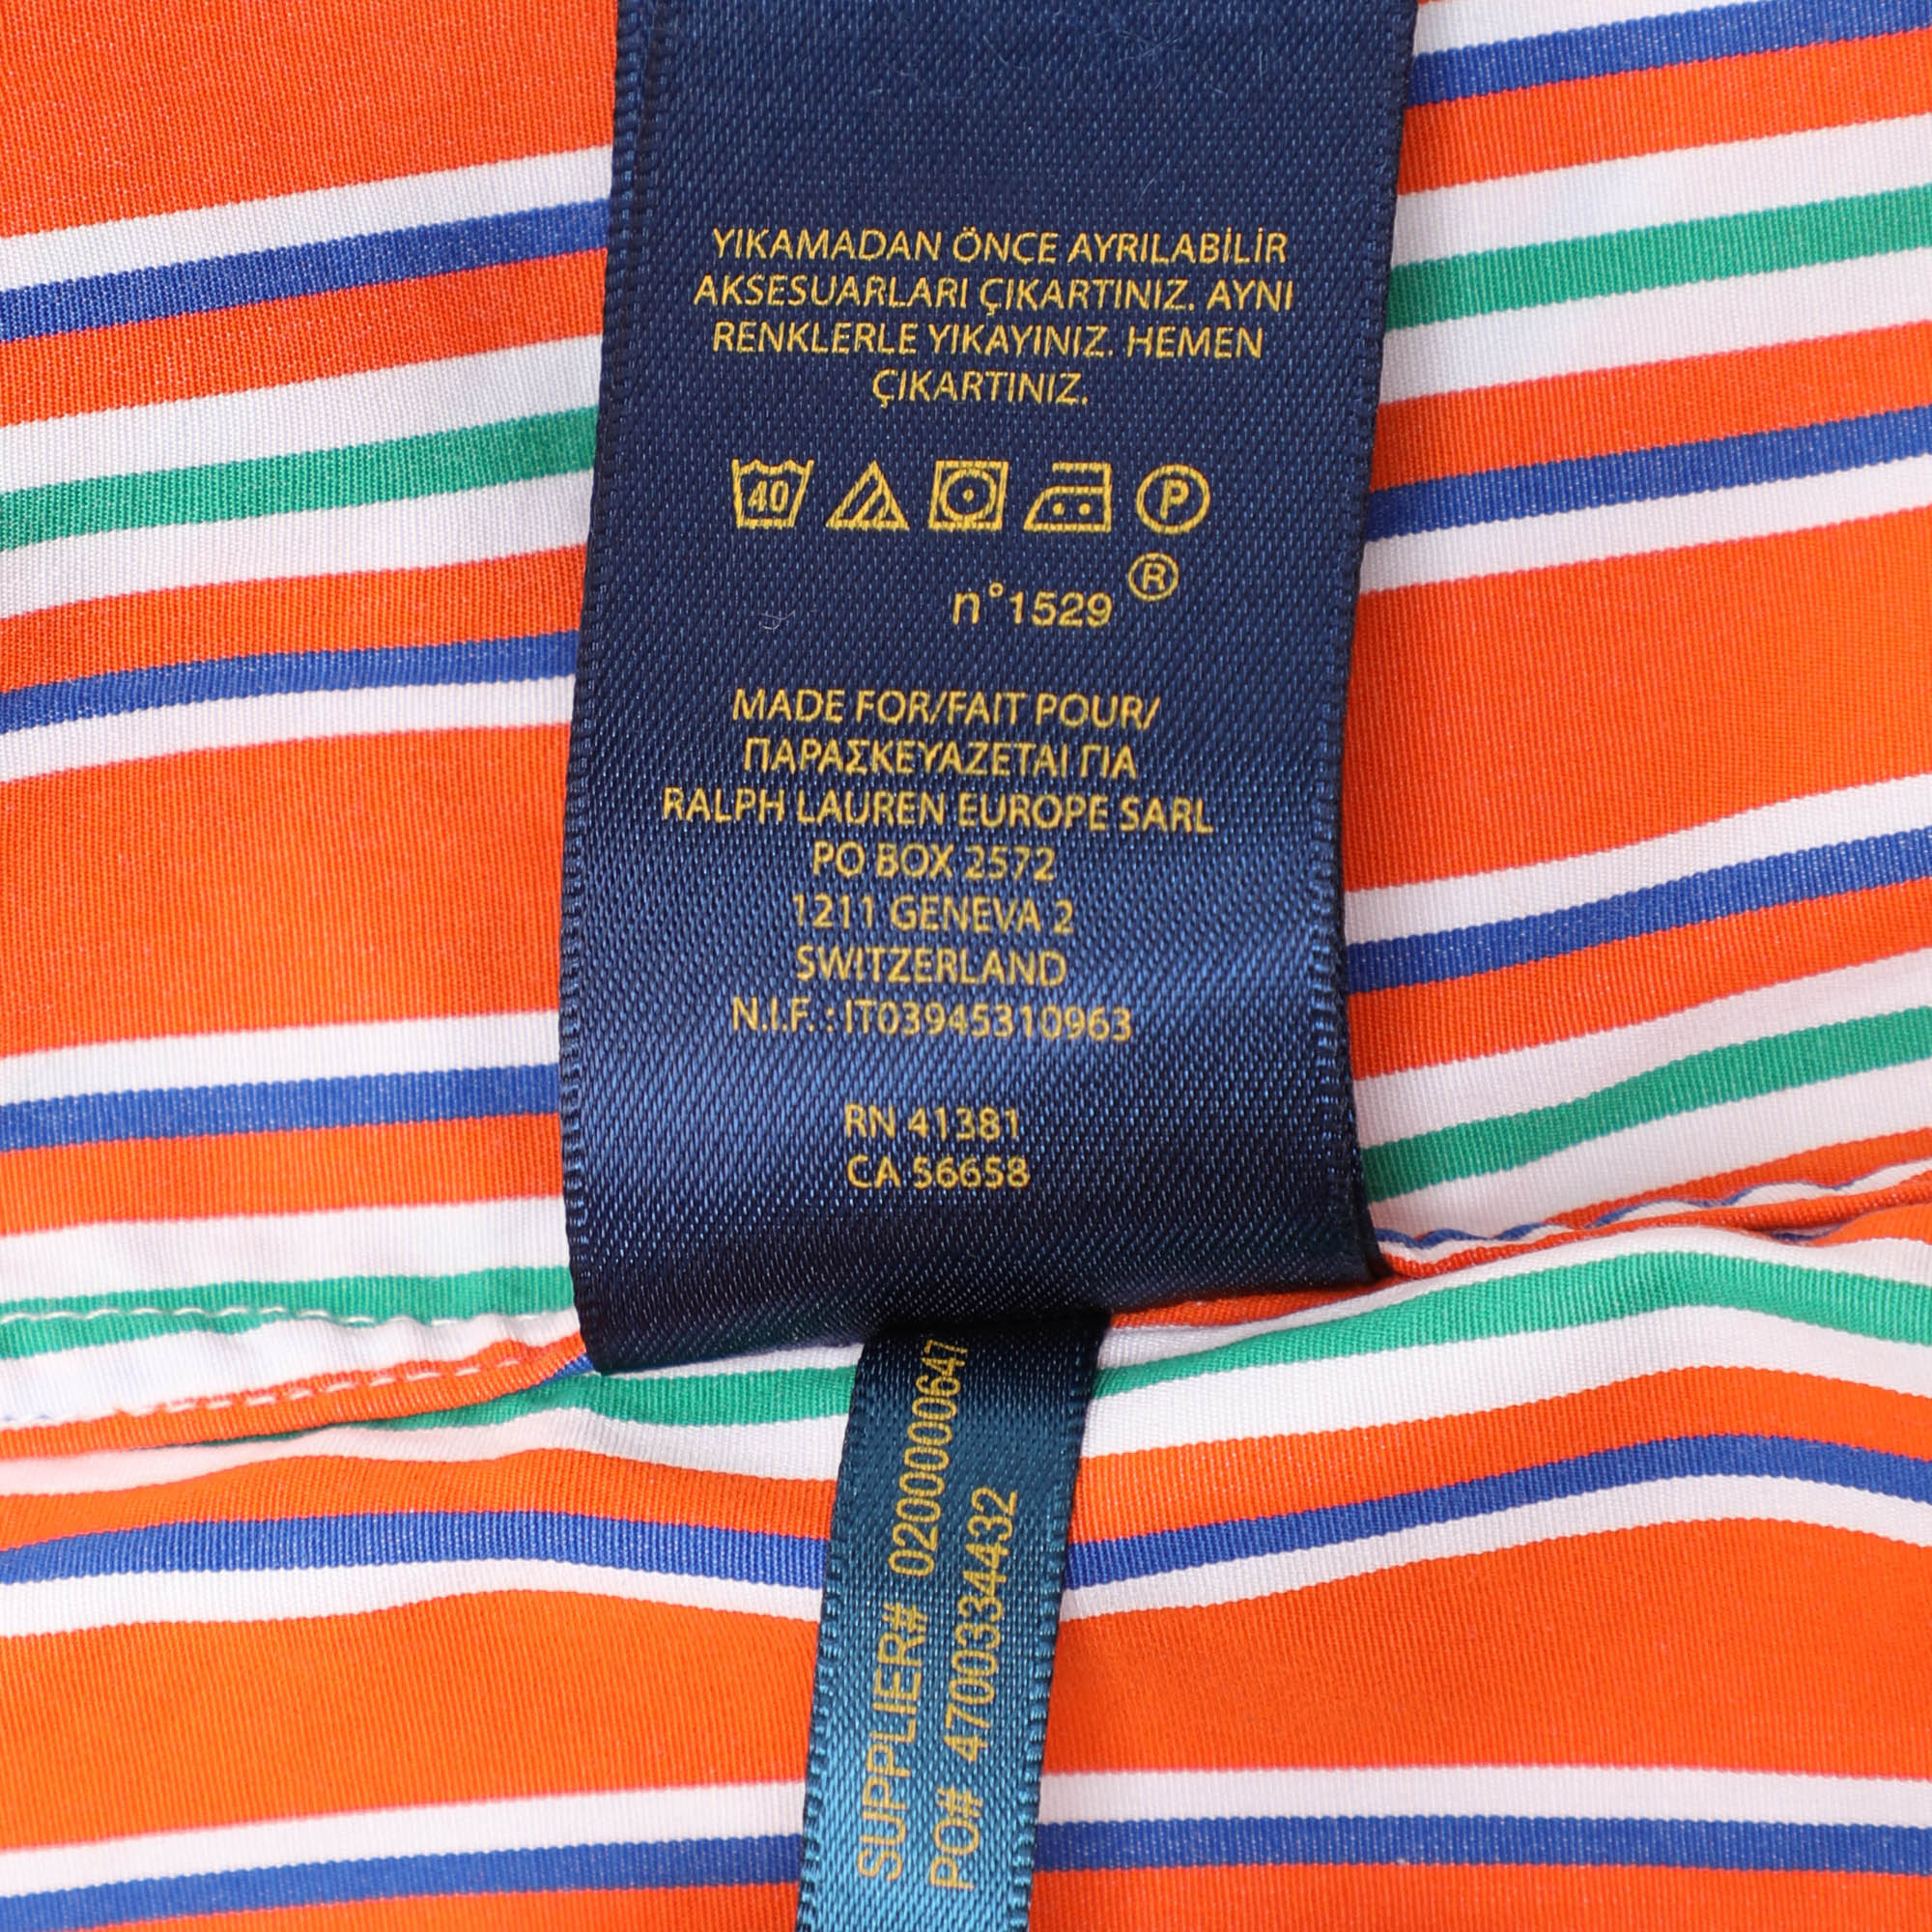 YIKAMADAN ÖNCE AYRILABİLİR
AKSESUARLARI ÇIKARTINIZ. AYNI
RENKLERLE YIKAYINIZ. HEMEN
ÇIKARTINIZ.
40 P
n°1529 ®
MADE FOR/FAIT POUR/
ΠΑΡΑΣΚΕΥΑΖΕΤΑΙ ΓΙΑ
RALPH LAUREN EUROPE SARL
PO BOX 2572
1211 GENEVA 2
SWITZERLAND
N.I.F. : IT03945310963
RN 41381
CA 56658
SUPPLIER# 0200000647
PO# 4700334432